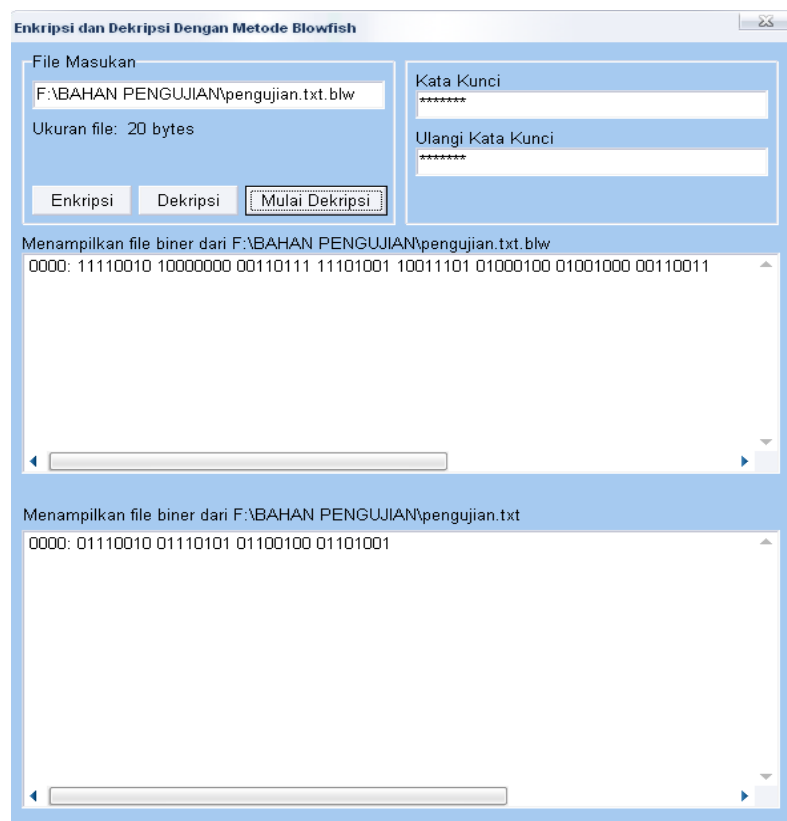 Enkripsi dan Dekripsi Dengan Metode Blowfish
File Masukan
F:\BAHAN PENGUJIAN\pengujian.txt.blw
Ukuran file: 20 bytes
Enkripsi Dekripsi Mulai Dekripsi
Kata Kunci
*******
Ulangi Kata Kunci
*******
Menampilkan file biner dari F:\BAHAN PENGUJIAN\pengujian.txt.blw
0000: 11110010 10000000 00110111 11101001 10011101 01000100 01001000 00110011
Menampilkan file biner dari F:\BAHAN PENGUJIAN\pengujian.txt
0000: 01110010 01110101 01100100 01101001